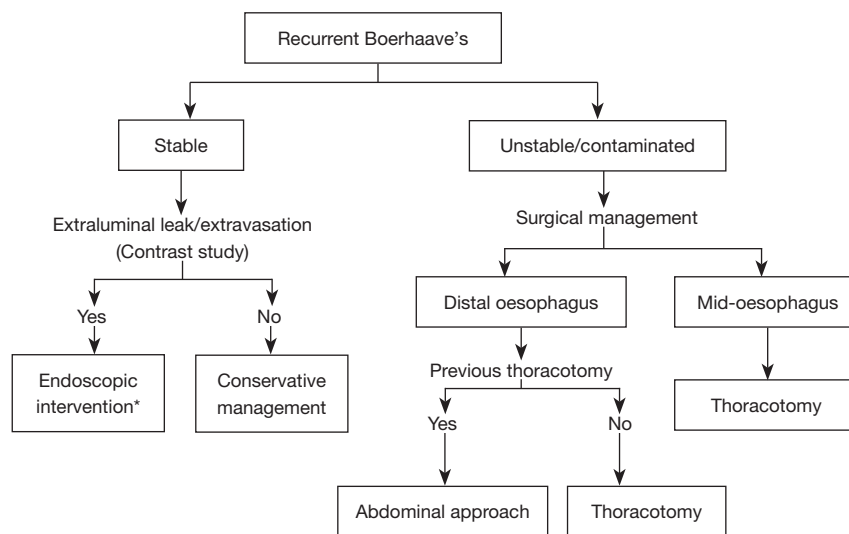 Recurrent Boerhaave's
Stable
Unstable/contaminated
Extraluminal leak/extravasation
(Contrast study)
Surgical management
Yes
No
Distal oesophagus
Mid-oesophagus
Endoscopic
intervention*
Conservative
management
Previous thoracotomy
Thoracotomy
Yes
No
Abdominal approach
Thoracotomy